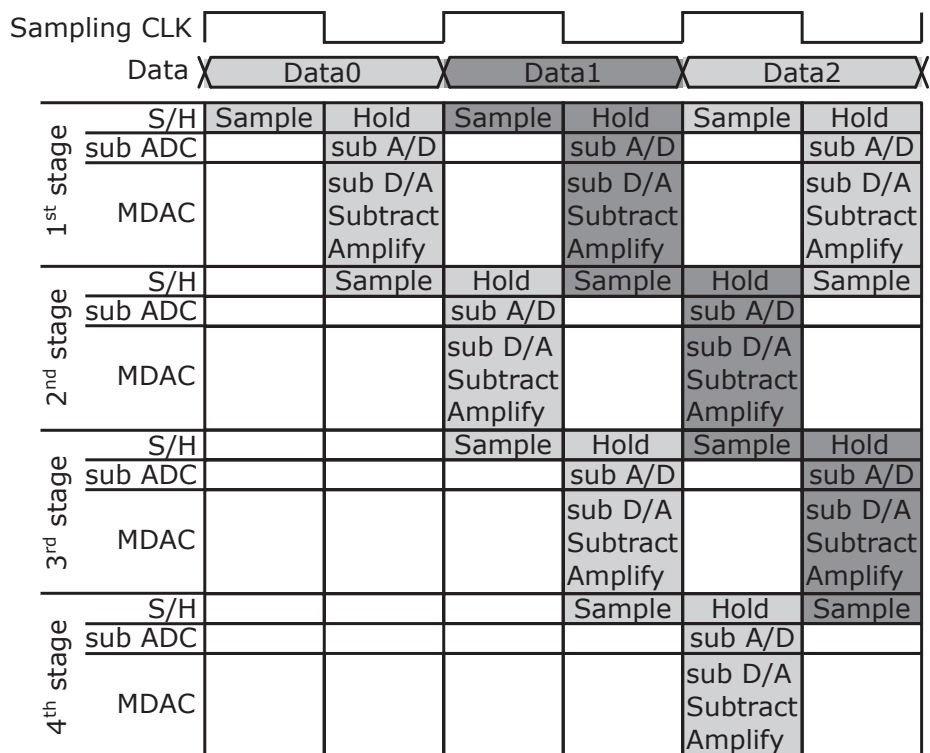 Sampling CLK
Data Data0 Data1 Data2
1st stage
S/H Sample Hold Sample Hold Sample Hold
sub ADC sub A/D sub A/D sub A/D
MDAC
sub D/A sub D/A sub D/A
Subtract Subtract Subtract
Amplify Amplify Amplify
2nd stage
S/H Sample Hold Sample Hold Sample
sub ADC sub A/D sub A/D
MDAC
sub D/A sub D/A
Subtract Subtract
Amplify Amplify
3rd stage
S/H Sample Hold Sample Hold
sub ADC sub A/D sub A/D
MDAC
sub D/A sub D/A
Subtract Subtract
Amplify Amplify
4th stage
S/H Sample Hold Sample
sub ADC sub A/D
MDAC
sub D/A
Subtract
Amplify